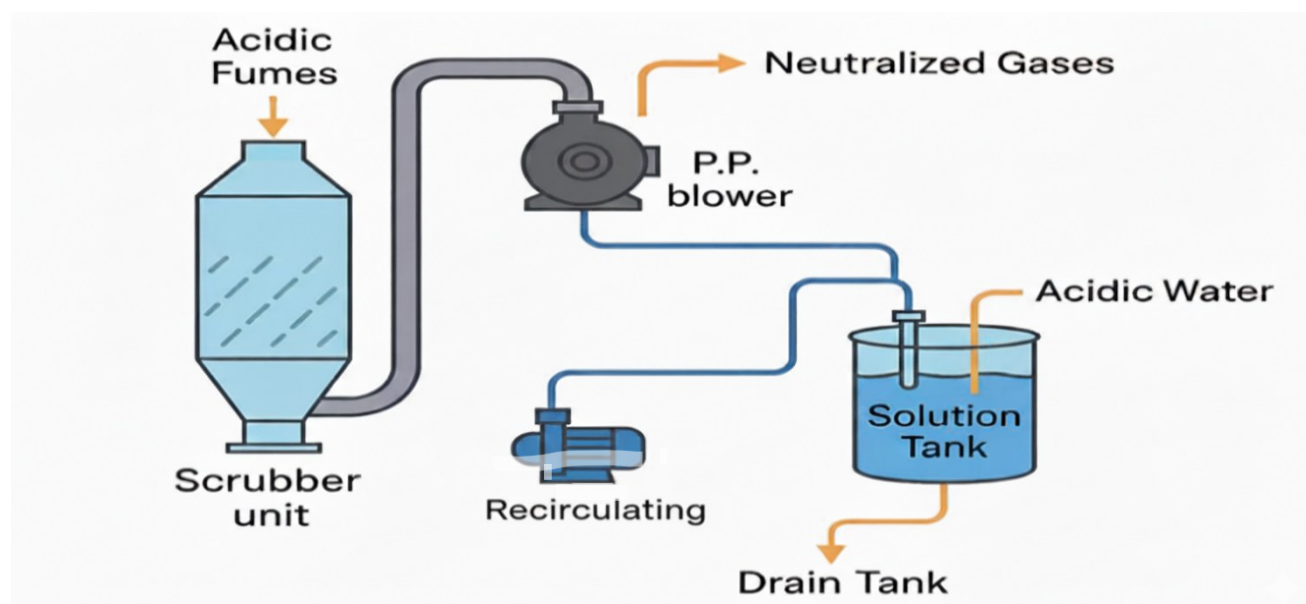 Acidic
Fumes
Neutralized Gases
P.P.
blower
Acidic Water
Solution
Tank
Scrubber
unit
Recirculating
Drain Tank